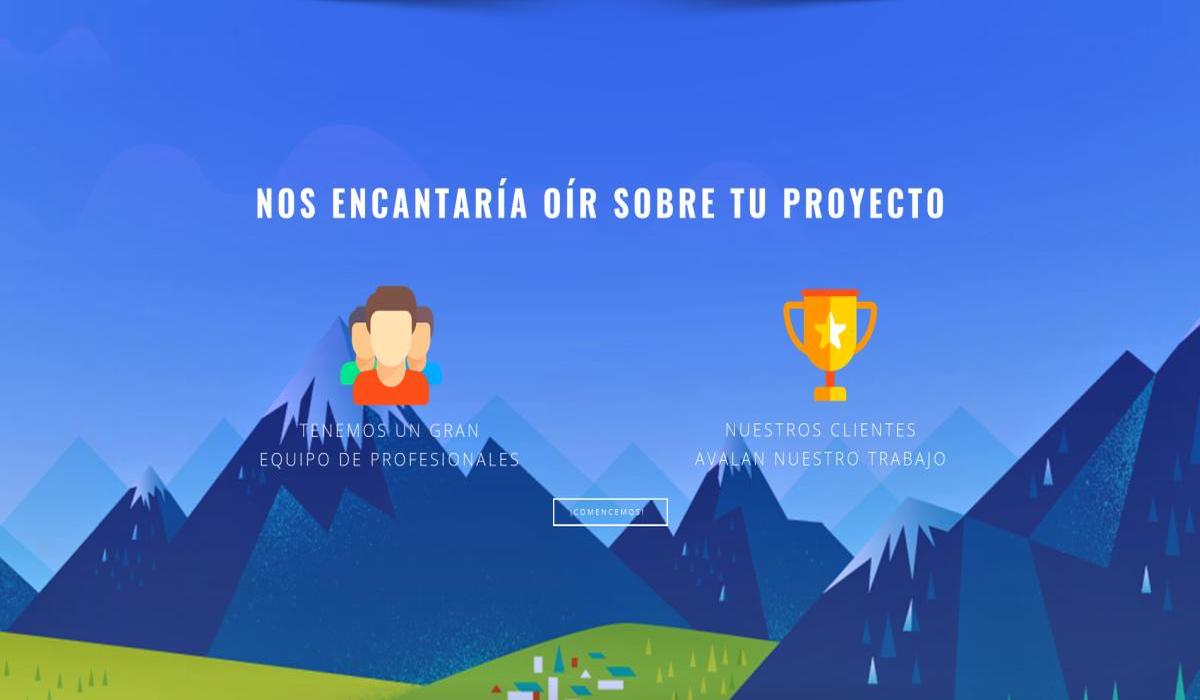 NOS ENCANTARÍA OÍR SOBRE TU PROYECTO
TENEMOS UN GRAN
EQUIPO DE PROFESIONALES
NUESTROS CLIENTES
AVALAN NUESTRO TRABAJO
¡COMENCEMOS!